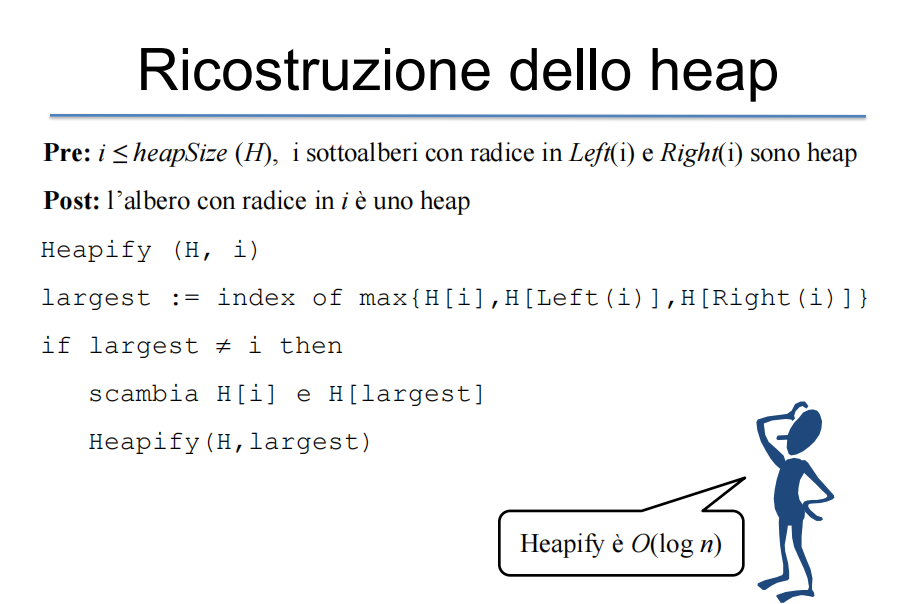 Ricostruzione dello heap
Pre: i ≤ heapSize (H), i sottoalberi con radice in Left(i) e Right(i) sono heap
Post: l’albero con radice in i è uno heap
Heapify (H, i)
largest := index of max{H[i],H[Left(i)],H[Right(i)]}
if largest ≠ i then
scambia H[i] e H[largest]
Heapify(H,largest)
Heapify è O(log n)